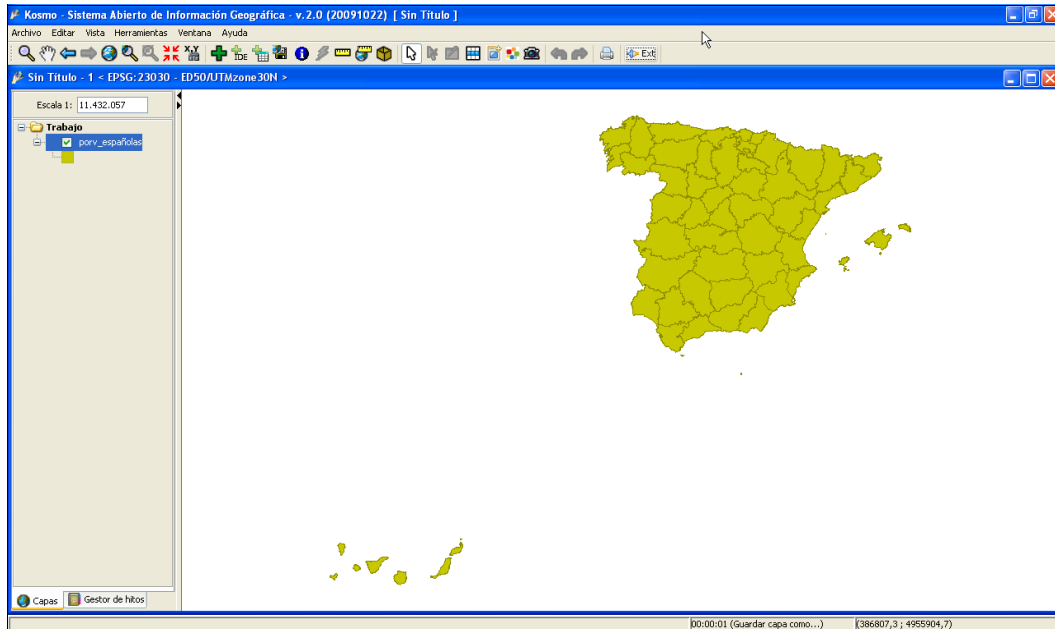 Kosmo - Sistema Abierto de Información Geográfica - v.2.0 (20091022) [ Sin Título ]
Archivo Editar Vista Herramientas Ventana Ayuda
X,Y IDE Ext
Sin Título - 1 < EPSG:23030 - ED50/UTMzone30N >
Escala 1: 11.432.057
Trabajo
porv_españolas
Capas Gestor de hitos
00:00:01 (Guardar capa como...) (386807,3 ; 4955904,7)